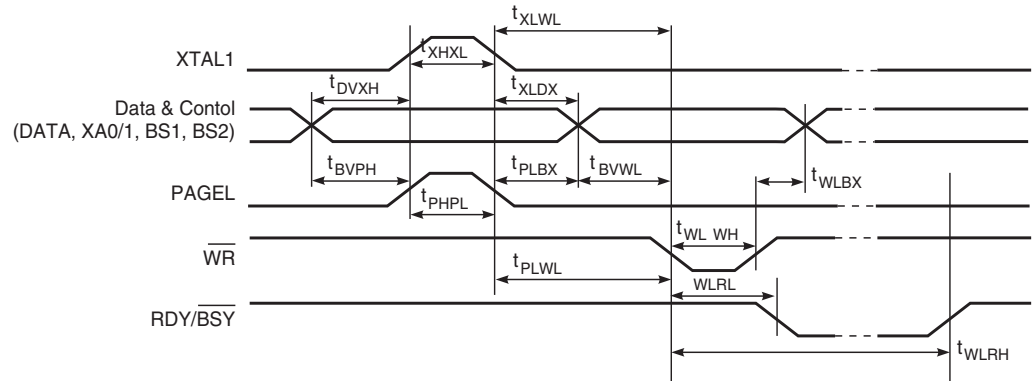 tXLWL
XTAL1
tXHXL
tDVXH
tXLDX
Data & Contol
(DATA, XA0/1, BS1, BS2)
tBVPH
tPLBX
tBVWL
tWLBX
PAGEL
tPHPL
tWL WH
WR
tPLWL
WLRL
RDY/BSY
tWLRH